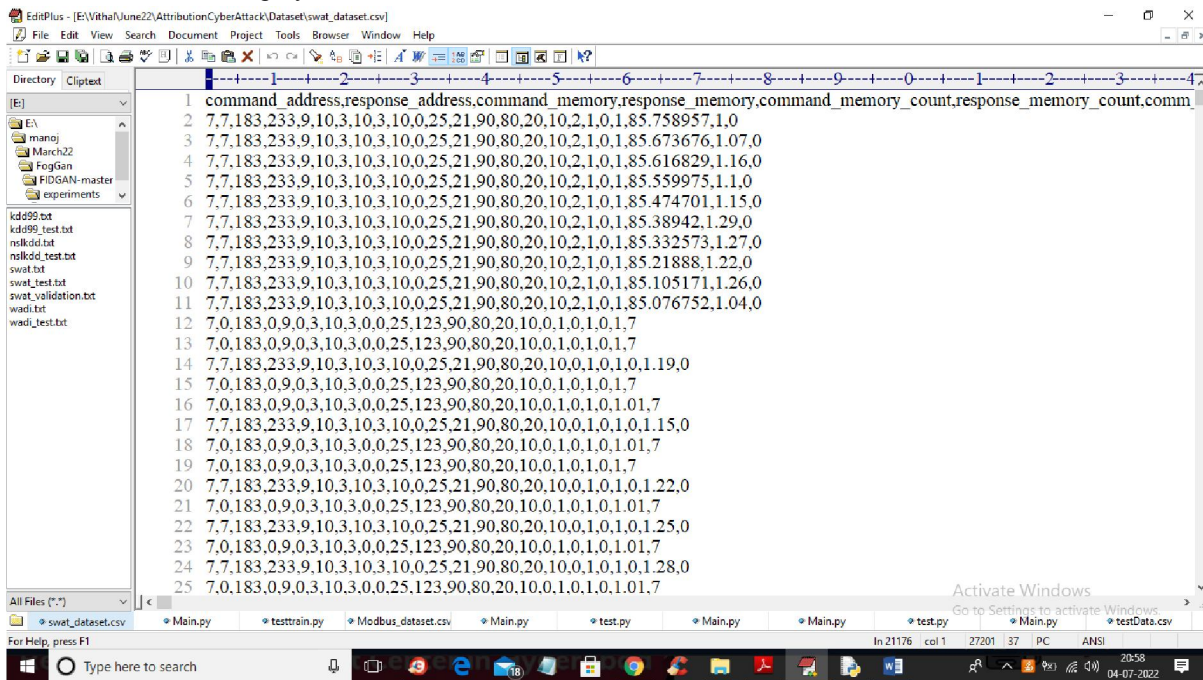 EditPlus - [E:\Vithal\June22\AttributionCyberAttack\Dataset\swat_dataset.csv]
File Edit View Search Document Project Tools Browser Window Help
Directory Cliptext
----+----1----+----2----+----3----+----4----+----5----+----6----+----7----+----8----+----9----+----0----+----1----+----2----+----3----+----4
[E:]
E:\
manoj
March22
FogGan
FIDGAN-master
experiments
kdd99.txt
kdd99_test.txt
nslkdd.txt
nslkdd_test.txt
swat.txt
swat_test.txt
swat_validation.txt
wadi.txt
wadi_test.txt
All Files (*.*)
1 command_address,response_address,command_memory,response_memory,command_memory_count,response_memory_count,comm_
2 7,7,183,233,9,10,3,10,3,10,0,25,21,90,80,20,10,2,1,0,1,85.758957,1,0
3 7,7,183,233,9,10,3,10,3,10,0,25,21,90,80,20,10,2,1,0,1,85.673676,1.07,0
4 7,7,183,233,9,10,3,10,3,10,0,25,21,90,80,20,10,2,1,0,1,85.616829,1.16,0
5 7,7,183,233,9,10,3,10,3,10,0,25,21,90,80,20,10,2,1,0,1,85.559975,1.1,0
6 7,7,183,233,9,10,3,10,3,10,0,25,21,90,80,20,10,2,1,0,1,85.474701,1.15,0
7 7,7,183,233,9,10,3,10,3,10,0,25,21,90,80,20,10,2,1,0,1,85.38942,1.29,0
8 7,7,183,233,9,10,3,10,3,10,0,25,21,90,80,20,10,2,1,0,1,85.332573,1.27,0
9 7,7,183,233,9,10,3,10,3,10,0,25,21,90,80,20,10,2,1,0,1,85.21888,1.22,0
10 7,7,183,233,9,10,3,10,3,10,0,25,21,90,80,20,10,2,1,0,1,85.105171,1.26,0
11 7,7,183,233,9,10,3,10,3,10,0,25,21,90,80,20,10,2,1,0,1,85.076752,1.04,0
12 7,0,183,0,9,0,3,10,3,0,0,25,123,90,80,20,10,0,1,0,1,0,1,7
13 7,0,183,0,9,0,3,10,3,0,0,25,123,90,80,20,10,0,1,0,1,0,1,7
14 7,7,183,233,9,10,3,10,3,10,0,25,21,90,80,20,10,0,1,0,1,0,1.19,0
15 7,0,183,0,9,0,3,10,3,0,0,25,123,90,80,20,10,0,1,0,1,0,1,7
16 7,0,183,0,9,0,3,10,3,0,0,25,123,90,80,20,10,0,1,0,1,0,1.01,7
17 7,7,183,233,9,10,3,10,3,10,0,25,21,90,80,20,10,0,1,0,1,0,1.15,0
18 7,0,183,0,9,0,3,10,3,0,0,25,123,90,80,20,10,0,1,0,1,0,1.01,7
19 7,0,183,0,9,0,3,10,3,0,0,25,123,90,80,20,10,0,1,0,1,0,1,7
20 7,7,183,233,9,10,3,10,3,10,0,25,21,90,80,20,10,0,1,0,1,0,1.22,0
21 7,0,183,0,9,0,3,10,3,0,0,25,123,90,80,20,10,0,1,0,1,0,1.01,7
22 7,7,183,233,9,10,3,10,3,10,0,25,21,90,80,20,10,0,1,0,1,0,1.25,0
23 7,0,183,0,9,0,3,10,3,0,0,25,123,90,80,20,10,0,1,0,1,0,1.01,7
24 7,7,183,233,9,10,3,10,3,10,0,25,21,90,80,20,10,0,1,0,1,0,1.28,0
25 7,0,183,0,9,0,3,10,3,0,0,25,123,90,80,20,10,0,1,0,1,0,1.01,7
Activate Windows
Go to Settings to activate Windows.
swat_dataset.csv Main.py testtrain.py Modbus_dataset.csv Main.py test.py Main.py Main.py test.py Main.py testData.csv
For Help, press F1 ln 21176 col 1 27201 37 PC ANSI
Type here to search 18 20:58
04-07-2022